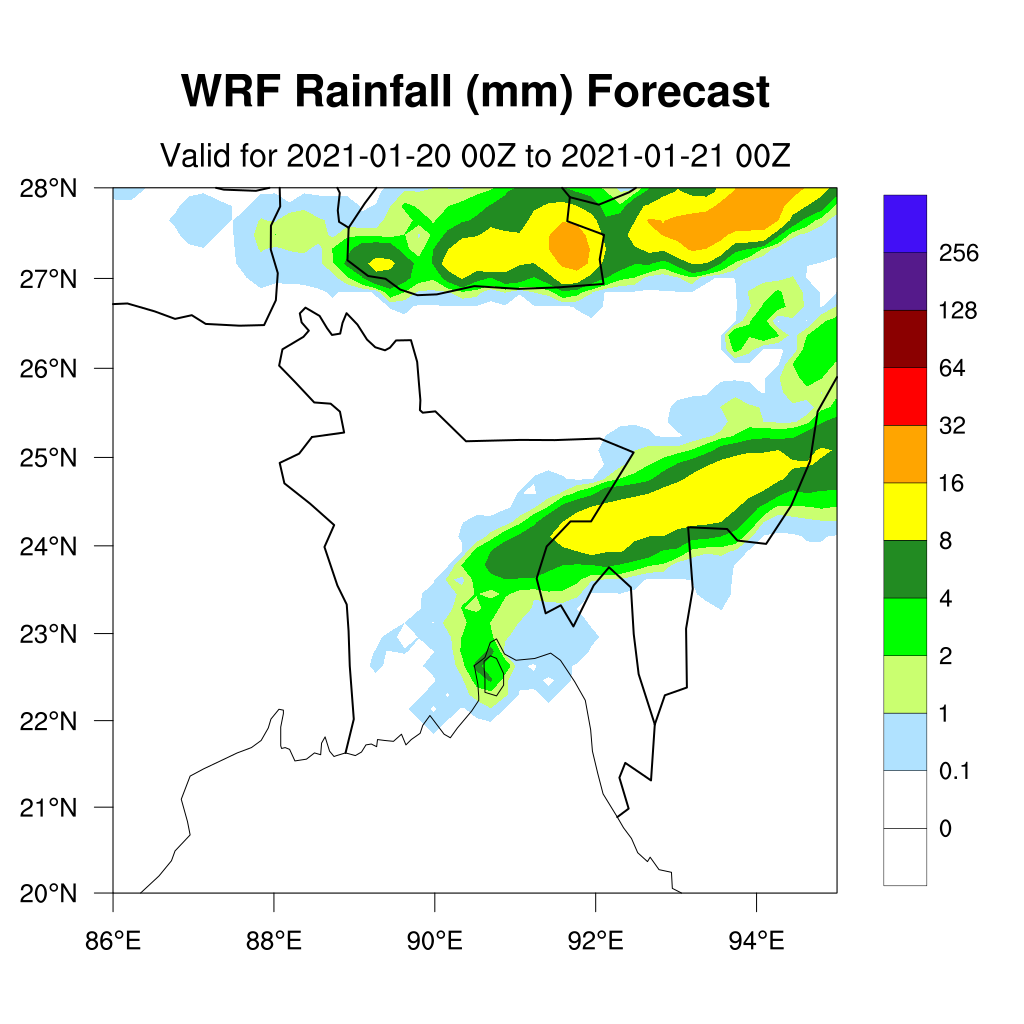 WRF Rainfall (mm) Forecast
Valid for 2021-01-20 00Z to 2021-01-21 00Z
28°N
27°N
26°N
25°N
24°N
23°N
22°N
21°N
20°N
86°E
88°E
90°E
92°E
94°E
256
128
64
32
16
8
4
2
1
0.1
0